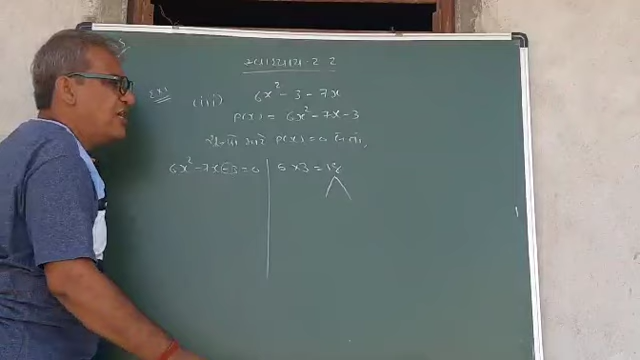 સ્વાધ્યાય-2.2
(iii) 6x² - 3 - 7x
p(x) = 6x² - 7x - 3
શૂન્યો માટે p(x) = 0 લેતાં,
6x² - 7x - 3 = 0
6 x 3 = 18